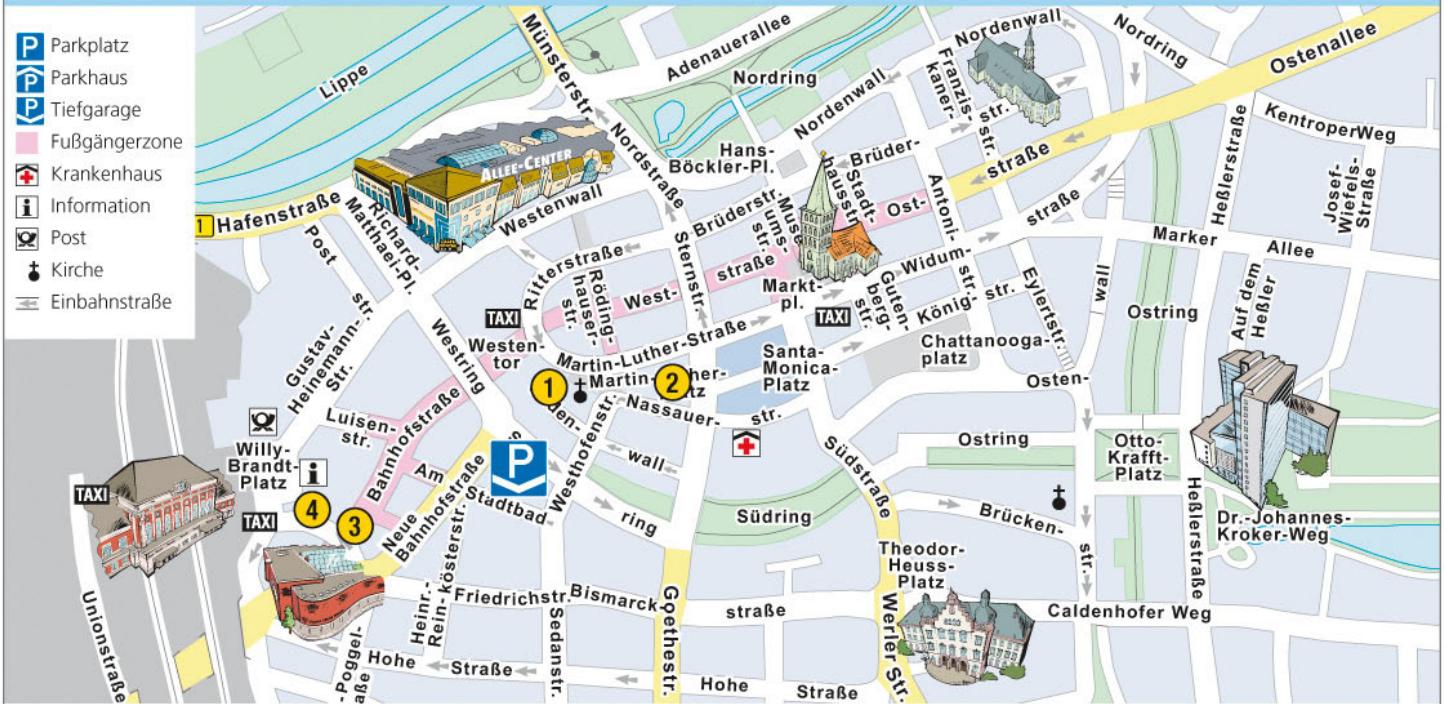 P Parkplatz
P Parkhaus
P Tiefgarage
Fußgängerzone
Krankenhaus
i Information
Post
Kirche
Einbahnstraße
Lippe
Münsterstr.
Adenauerallee
Nordring
Nordenwall
Nordenwall
Franzis-
kaner-
str.
Nordring
Ostenallee
Nordstraße
Hans-
Böckler-Pl.
Brüder-
str.
straße
Heßlerstraße
KentroperWeg
Josef-
Wiefels-
Straße
ALLEE-CENTER
1 Hafenstraße
Westenwall
Richard-
Matthaei-Pl.
Post
str.
Brüderstr.
Museums-
str.
Stadt-
hausstr.
Ost-
Antoni-
str.
straße
Marker Allee
Ritterstraße
Sternstr.
Röding-
hauser-
str.
West-
straße
Markt-
pl.
Widum-
Guten-
berg-
str.
König-
str.
Eylertstr.
wall
Ostring
Auf dem
Heßler
TAXI
TAXI
Gustav-
Heinemann-
Str.
Westring
Westen-
tor
Martin-Luther-Straße
Santa-
Monica-
Platz
Chattanooga-
platz
Osten-
1
2
Martin-
Nassauer-
str.
Luisen-
str.
Bahnhofstraße
Willy-
Brandt-
Platz
i
P
wall
Westhofenstr.
Südstraße
Ostring
Otto-
Krafft-
Platz
Am
Stadtbad
TAXI
TAXI
4
3
Neue
Bahnhofstraße
ring
Südring
Brücken-
str.
Heßlerstraße
Dr.-Johannes-
Kroker-Weg
Theodor-
Heuss-
Platz
Unionstraße
Heinr.-
Rein-
kösterstr.
Friedrichstr.
Bismarck-
straße
Caldenhofer Weg
Sedanstr.
Goethestr.
Werler Str.
-Poggel-
Hohe Straße
Hohe Straße